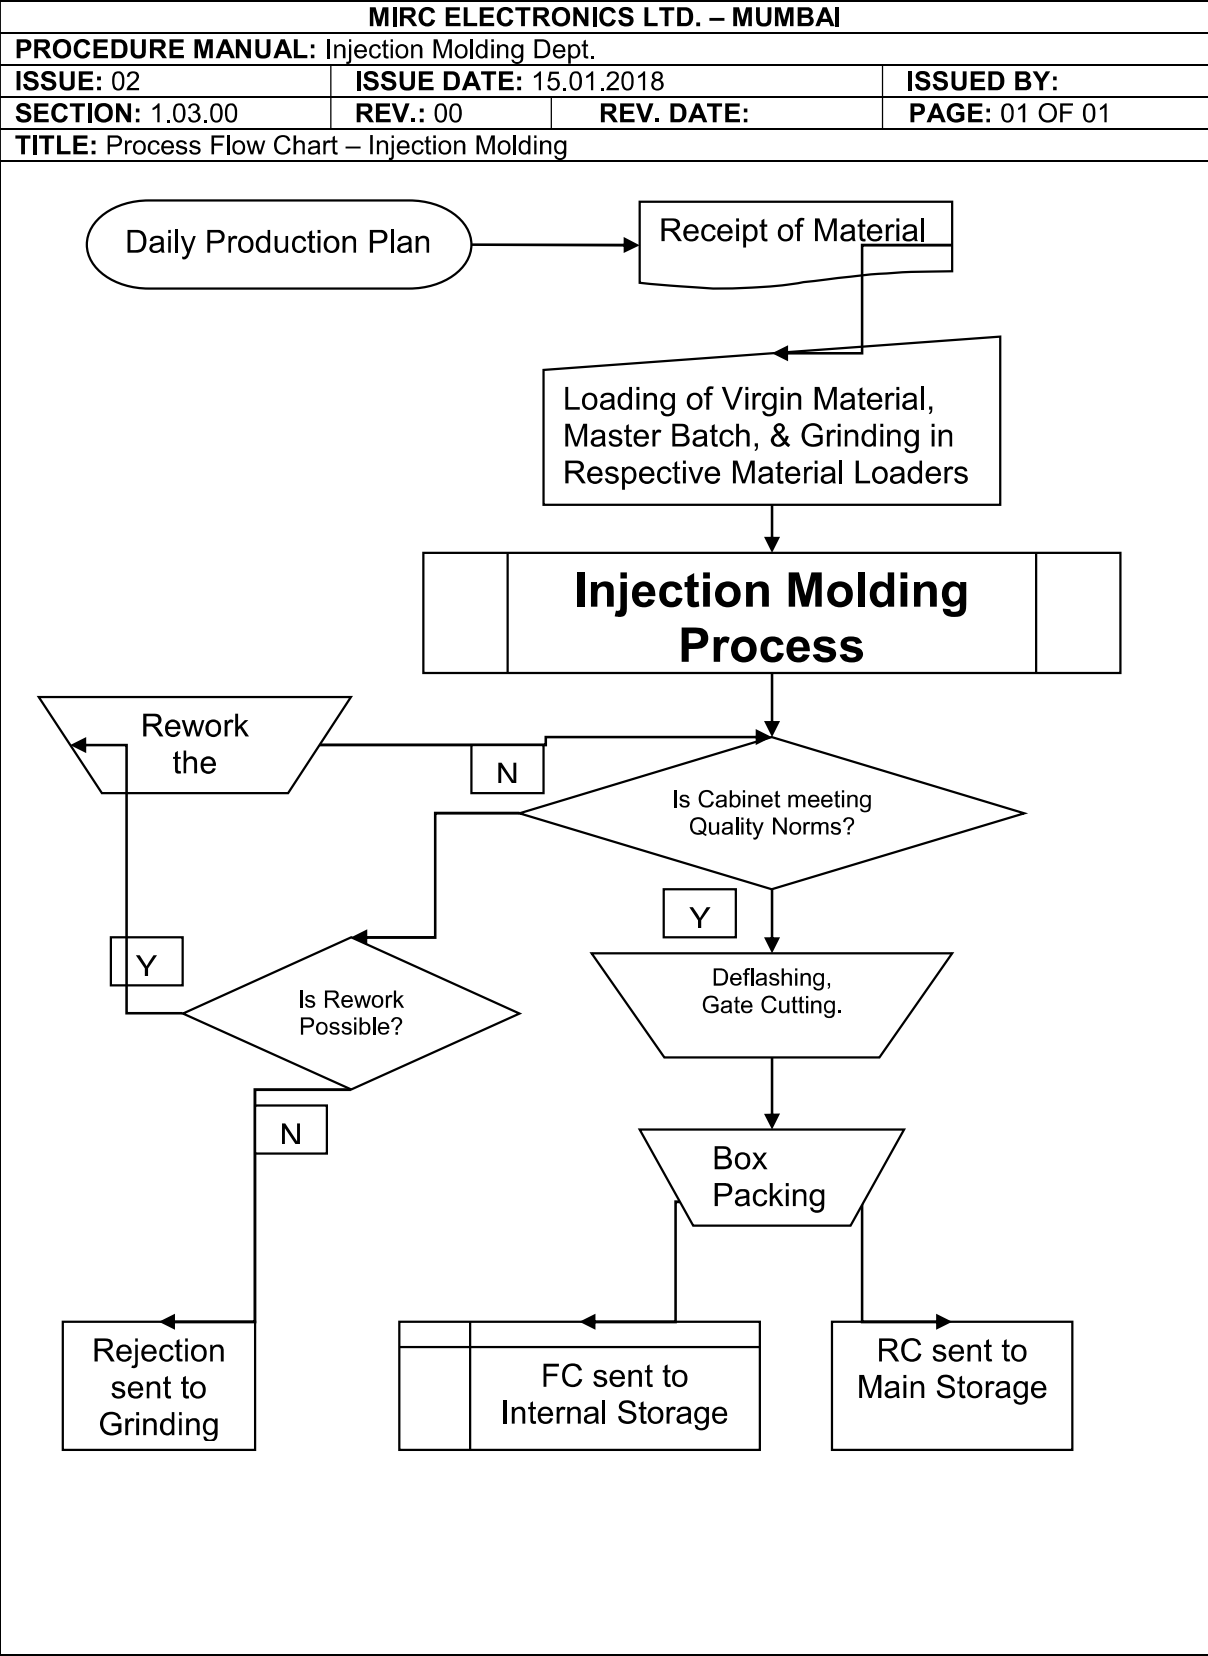 MIRC ELECTRONICS LTD. – MUMBAI
PROCEDURE MANUAL: Injection Molding Dept.
ISSUE: 02 ISSUE DATE: 15.01.2018 ISSUED BY:
SECTION: 1.03.00 REV.: 00 REV. DATE: PAGE: 01 OF 01
TITLE: Process Flow Chart – Injection Molding
Daily Production Plan
Receipt of Material
Loading of Virgin Material,
Master Batch, & Grinding in
Respective Material Loaders
Injection Molding
Process
Rework
the
N
Is Cabinet meeting
Quality Norms?
Y
Y
Is Rework
Possible?
Deflashing,
Gate Cutting.
N
Box
Packing
Rejection
sent to
Grinding
FC sent to
Internal Storage
RC sent to
Main Storage